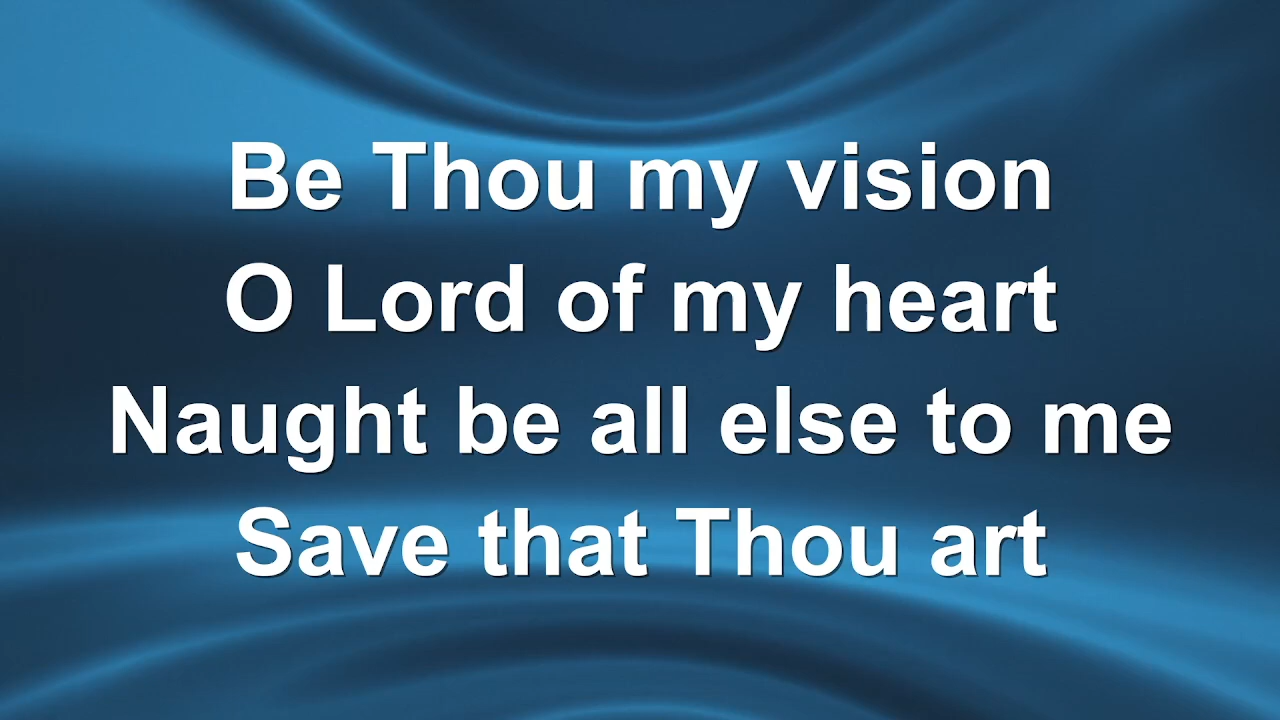 Be Thou my vision
O Lord of my heart
Naught be all else to me
Save that Thou art